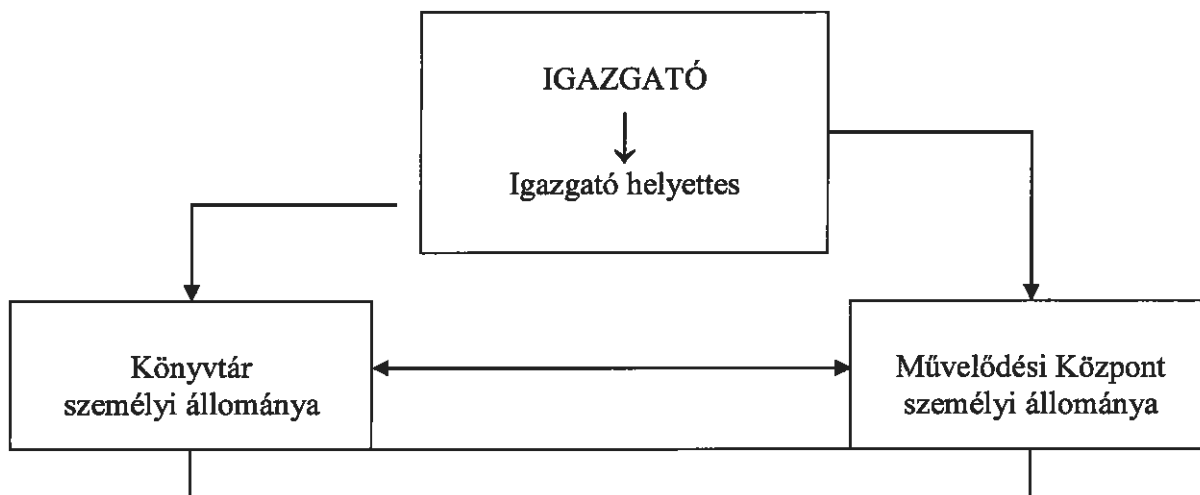 IGAZGATÓ
Igazgató helyettes
Könyvtár
személyi állománya
Művelődési Központ
személyi állománya